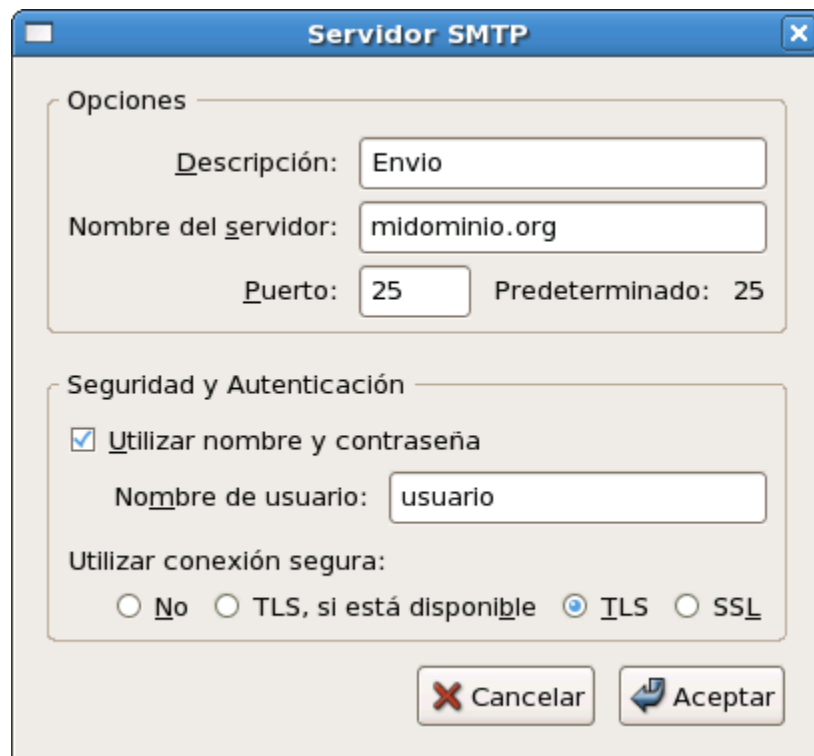 Servidor SMTP
Opciones
Descripción: Envio
Nombre del servidor: midominio.org
Puerto: 25 Predeterminado: 25
Seguridad y Autenticación
Utilizar nombre y contraseña
Nombre de usuario: usuario
Utilizar conexión segura:
No TLS, si está disponible TLS SSL
Cancelar Aceptar